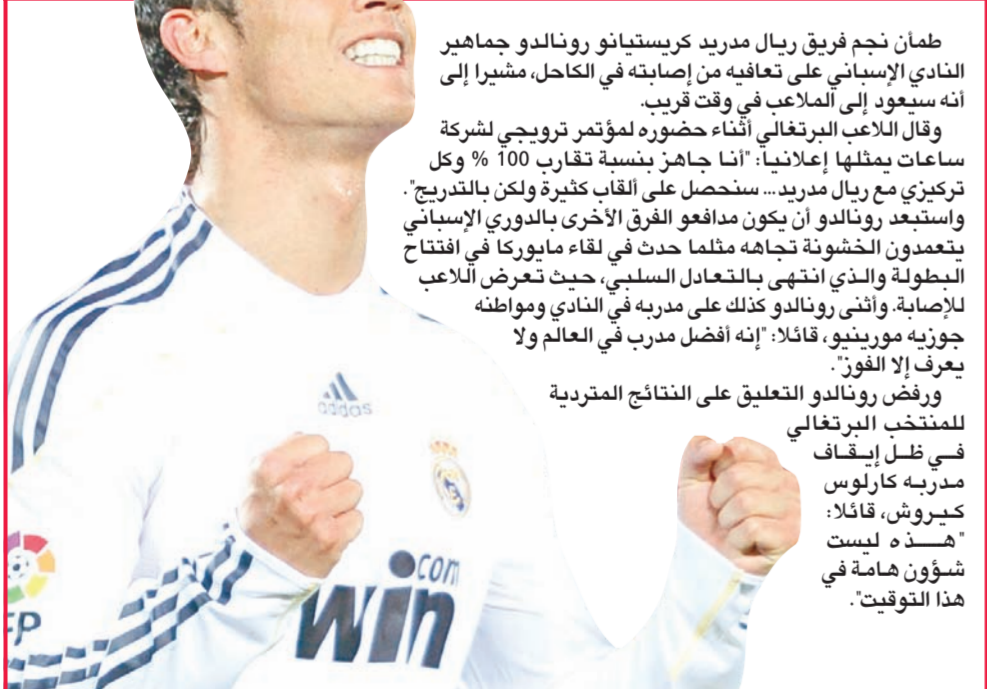 طمأن نجم فريق ريال مدريد كريستيانو رونالدو جماهير
النادي الإسباني على تعافيه من إصابته في الكاحل، مشيرا إلى
أنه سيعود إلى الملاعب في وقت قريب.
وقال اللاعب البرتغالي أثناء حضوره لمؤتمر ترويجي لشركة
ساعات يمثلها إعلانيا: "أنا جاهز بنسبة تقارب 100 % وكل
تركيزي مع ريال مدريد... سنحصل على ألقاب كثيرة ولكن بالتدريج".
واستبعد رونالدو أن يكون مدافعو الفرق الأخرى بالدوري الإسباني
يتعمدون الخشونة تجاهه مثلما حدث في لقاء مايوركا في افتتاح
البطولة والذي انتهى بالتعادل السلبي، حيث تعرض اللاعب
للإصابة. وأثنى رونالدو كذلك على مدربه في النادي ومواطنه
جوزيه مورينيو، قائلا: "إنه أفضل مدرب في العالم ولا
يعرف إلا الفوز".
ورفض رونالدو التعليق على النتائج المتردية
للمنتخب البرتغالي
في ظل إيقاف
مدربه كارلوس
كيروش، قائلا:
"هذه ليست
شؤون هامة في
هذا التوقيت".
adidas
.com
win
FP